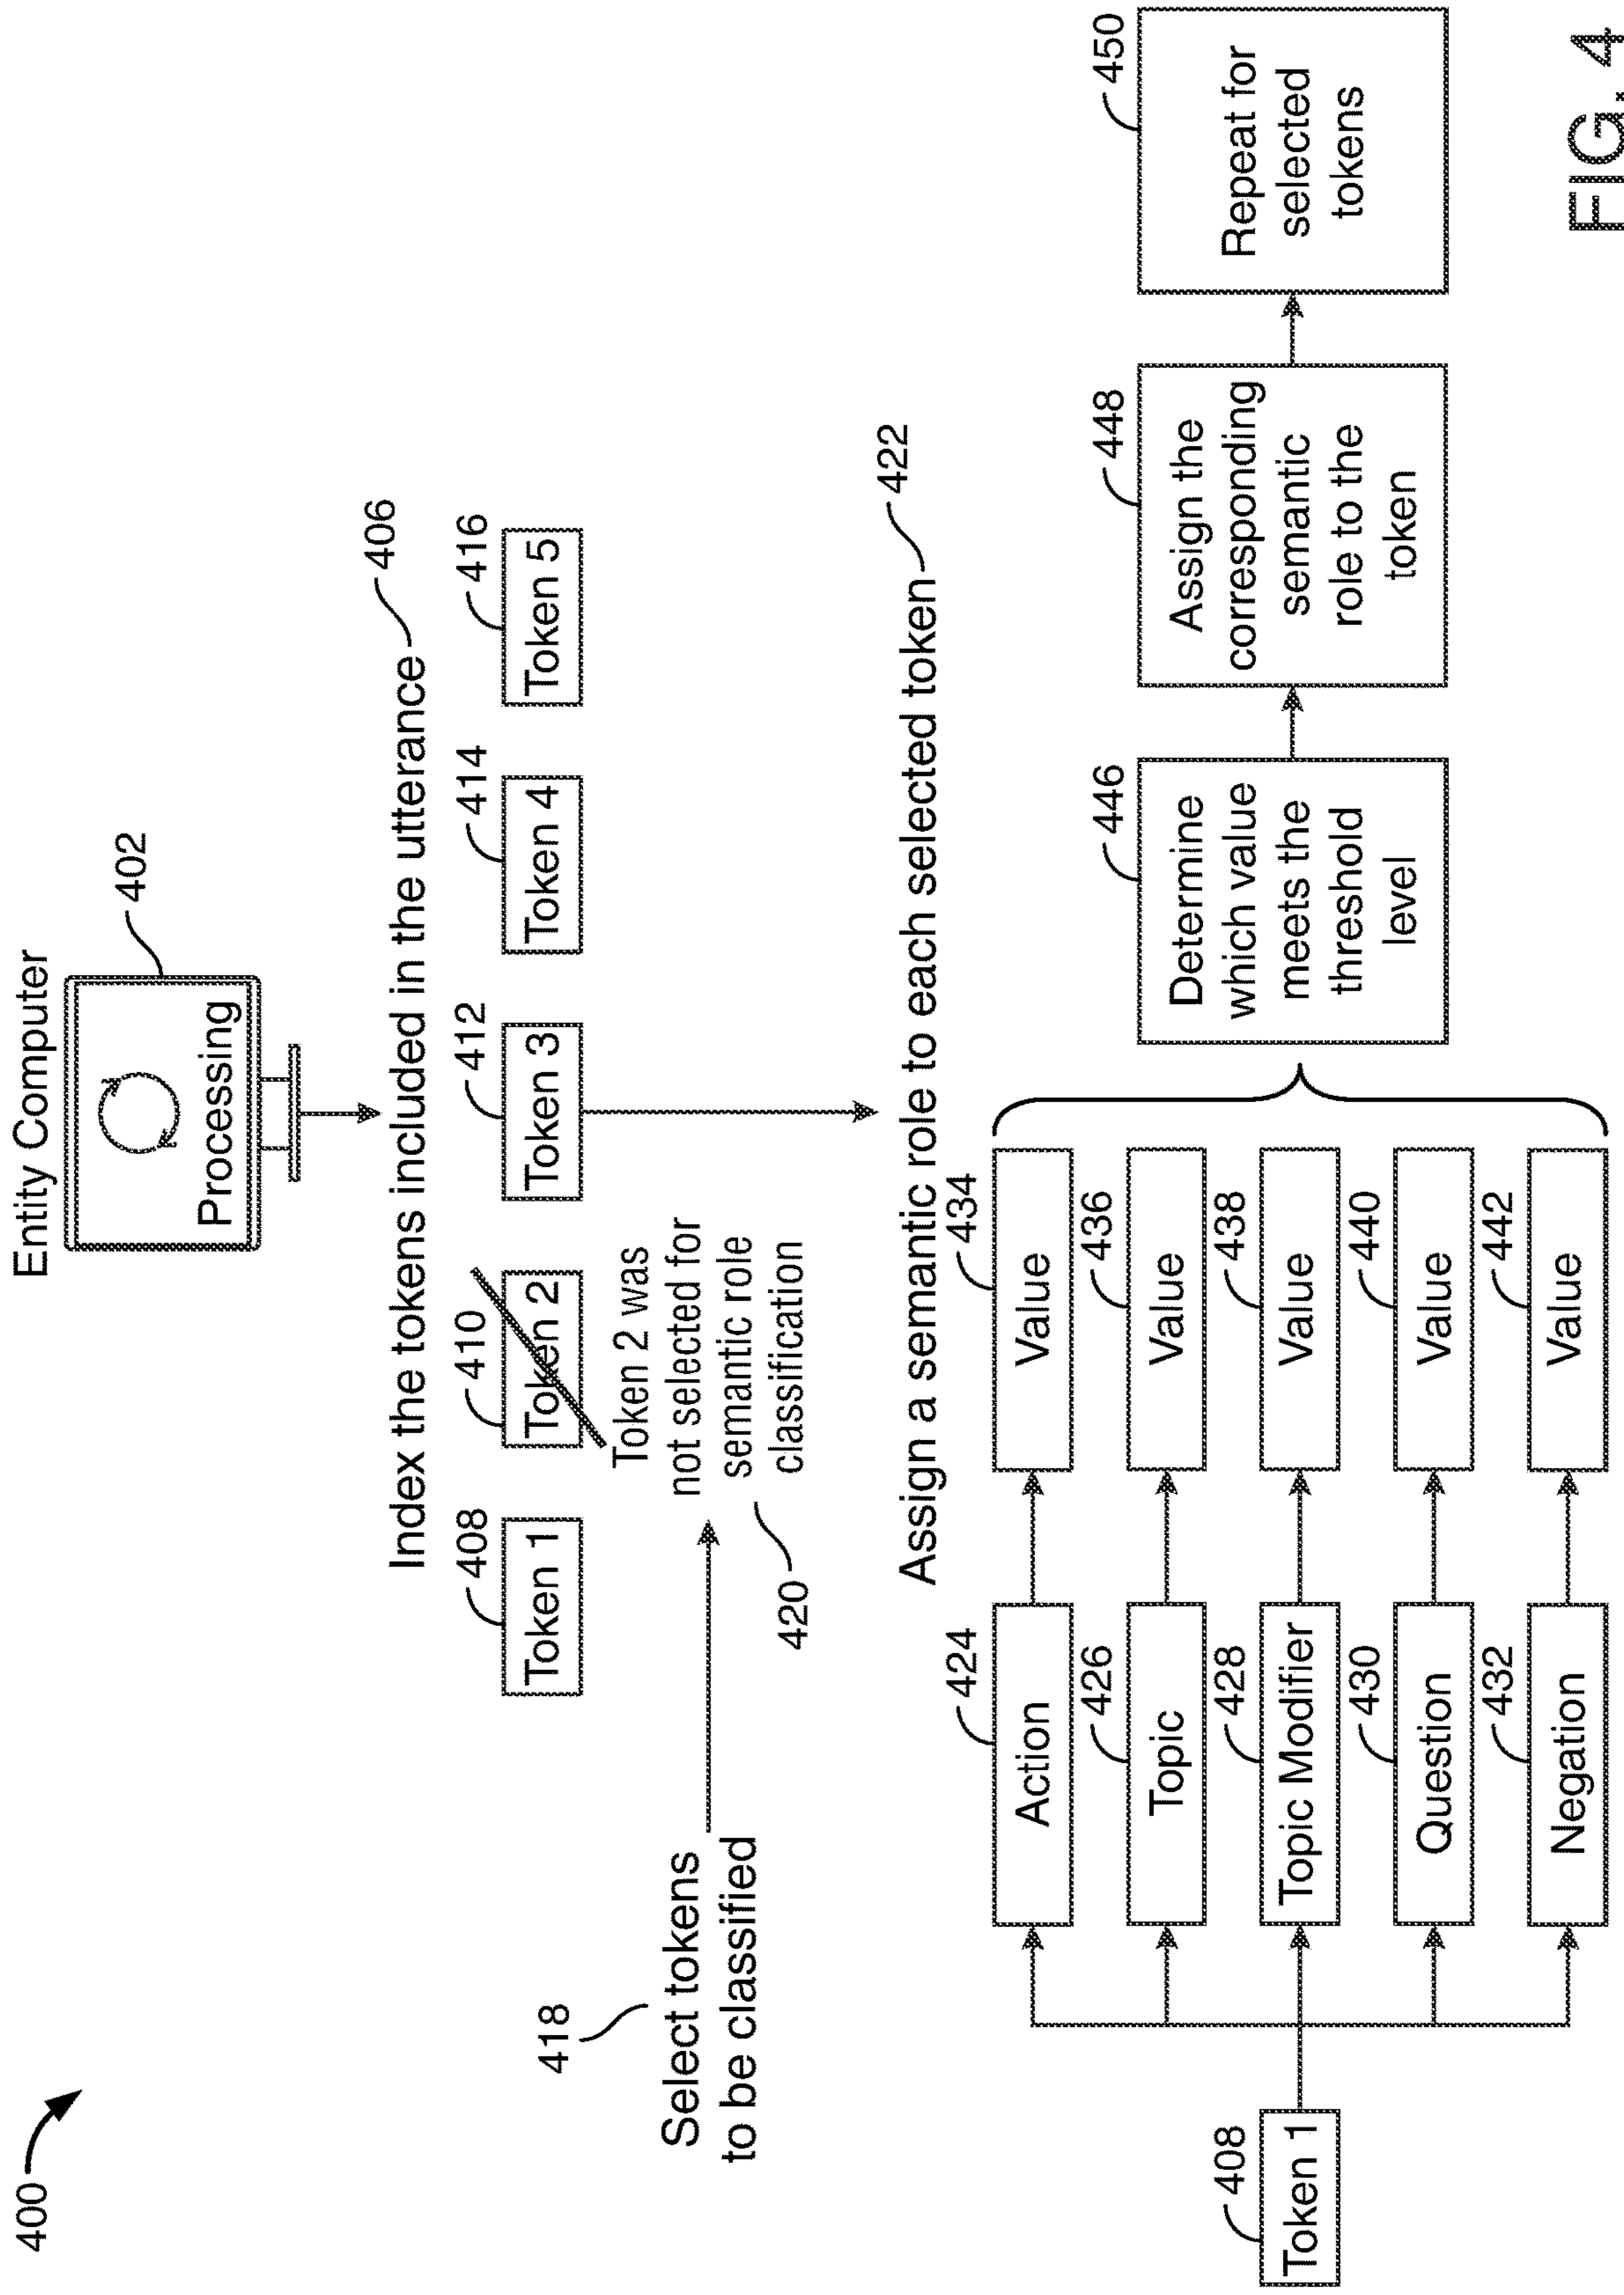 400
Entity Computer
402
Processing
Index the tokens included in the utterance
406
408
410
412
414
416
Token 1
Token 2
Token 3
Token 4
Token 5
418
Select tokens
to be classified
Token 2 was
not selected for
semantic role
classification
420
Assign a semantic role to each selected token
422
408
Token 1
424
Action
434
Value
426
Topic
436
Value
428
Topic Modifier
438
Value
430
Question
440
Value
432
Negation
442
Value
446
Determine
which value
meets the
threshold
level
448
Assign the
corresponding
semantic
role to the
token
450
Repeat for
selected
tokens
FIG. 4